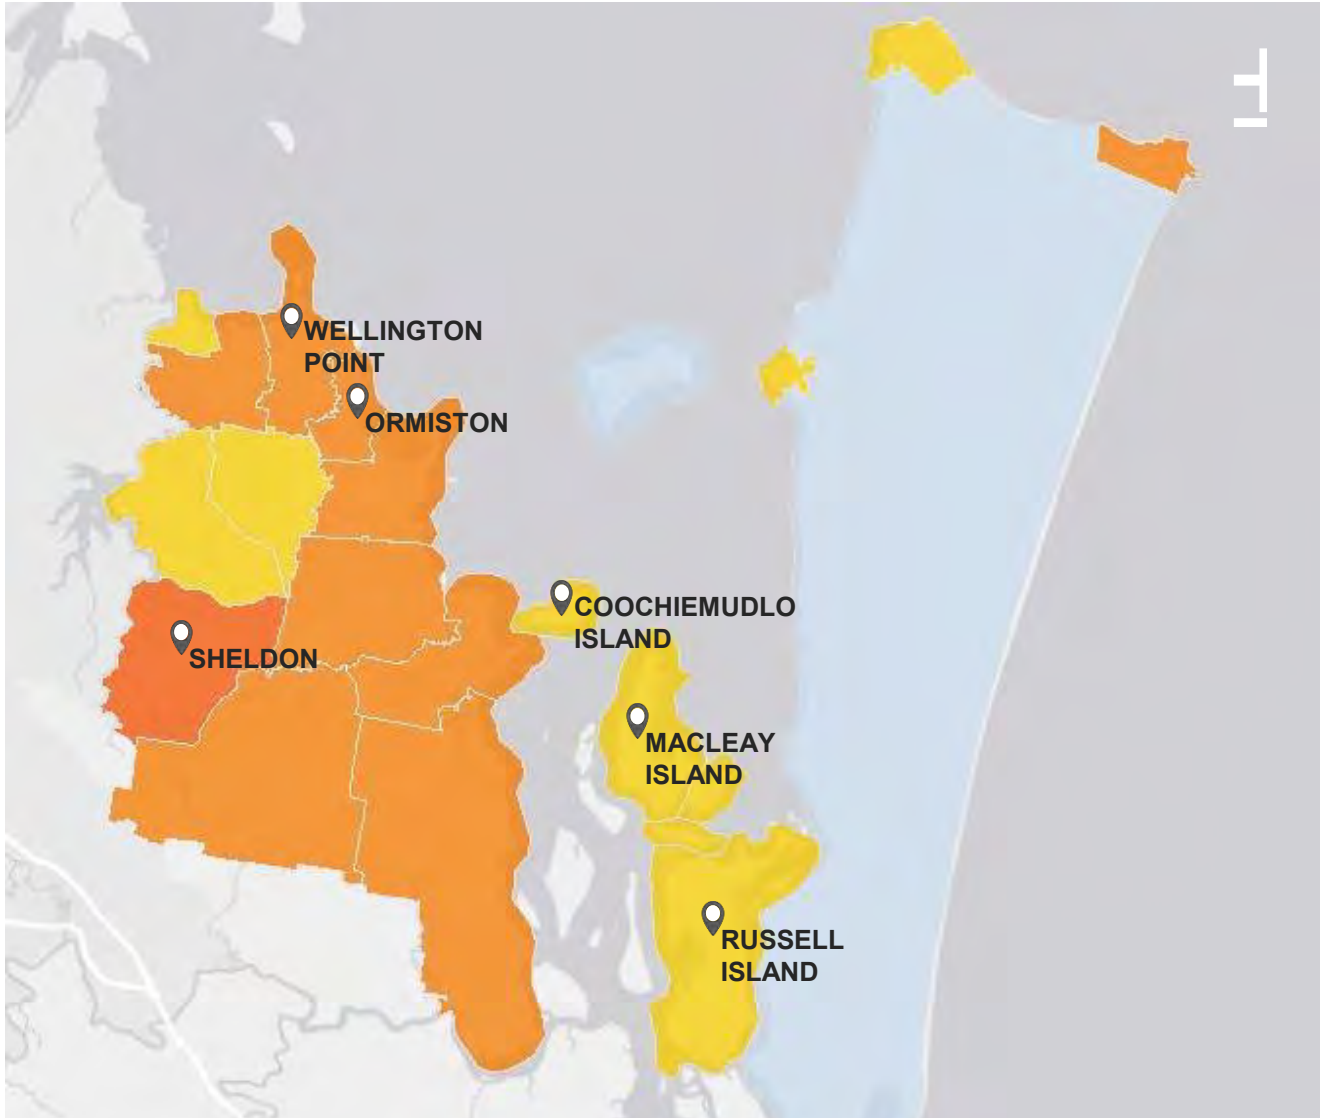 WELLINGTON
POINT
ORMISTON
COOCHIEMUDLO
ISLAND
SHELDON
MACLEAY
ISLAND
RUSSELL
ISLAND